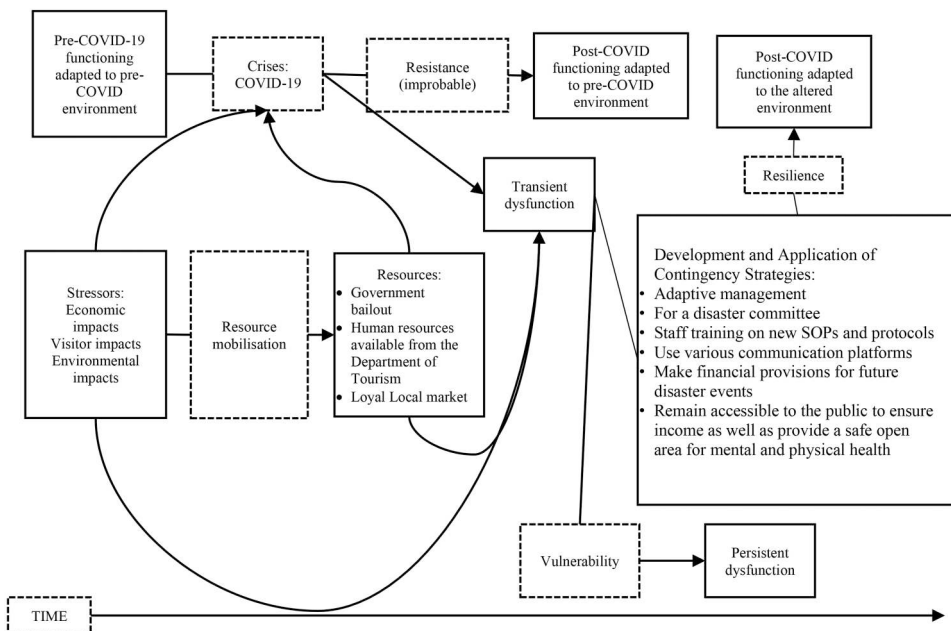 Pre-COVID-19
functioning
adapted to pre-
COVID
environment
Crises:
COVID-19
Resistance
(improbable)
Post-COVID
functioning adapted
to pre-COVID
environment
Post-COVID
functioning adapted
to the altered
environment
Transient
dysfunction
Resilience
Stressors:
Economic
impacts
Visitor impacts
Environmental
impacts
Resource
mobilisation
Resources:
• Government
bailout
• Human resources
available from the
Department of
Tourism
• Loyal Local market
Development and Application of
Contingency Strategies:
• Adaptive management
• For a disaster committee
• Staff training on new SOPs and protocols
• Use various communication platforms
• Make financial provisions for future
disaster events
• Remain accessible to the public to ensure
income as well as provide a safe open
area for mental and physical health
Vulnerability
Persistent
dysfunction
TIME